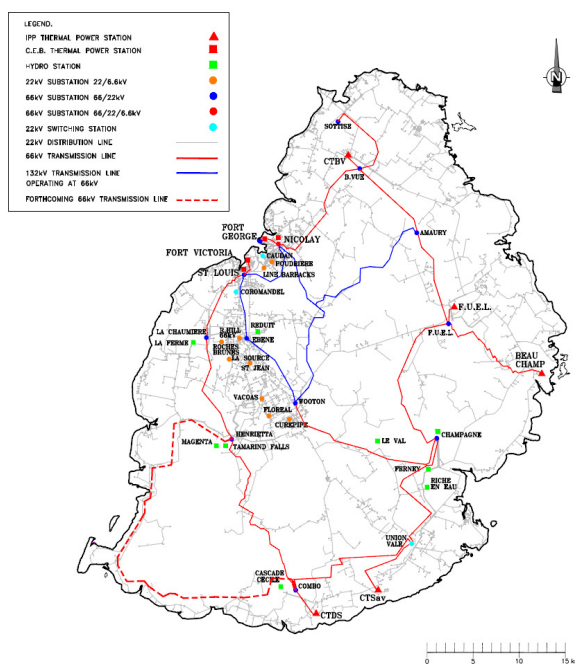 LEGEND.
IPP THERMAL POWER STATION
C.E.B. THERMAL POWER STATION
HYDRO STATION
22kV SUBSTATION 22/6.6kV
66kV SUBSTATION 66/22kV
66kV SUBSTATION 66/22/6.6kV
22kV SWITCHING STATION
22kV DISTRIBUTION LINE
66kV TRANSMISSION LINE
132kV TRANSMISSION LINE
OPERATING AT 66kV
FORTHCOMING 66kV TRANSMISSION LINE
N
SOTTISE
CTBV
B.VUE
FORT
GEORGE
NICOLAY
AMAURY
FORT VICTORIA
CAUDAN
POUDRIERE
ST LOUIS
LINE BARRACKS
COROMANDEL
F.U.E.L.
LA CHAUMIERE
R.HILL
66kV
REDUIT
F.U.E.L.
LA FERME
EBENE
ROCHES
BRUNES
LA SOURCE
ST JEAN
BEAU
CHAMP
VACOAS
WOOTON
FLOREAL
CUREPIPE
HENRIETTA
CHAMPAGNE
MAGENTA
TAMARIND FALLS
LE VAL
FERNEY
RICHE
EN EAU
UNION
VALE
CASCADE
CECILE
COMBO
CTSav
CTDS
0 5 10 15 k